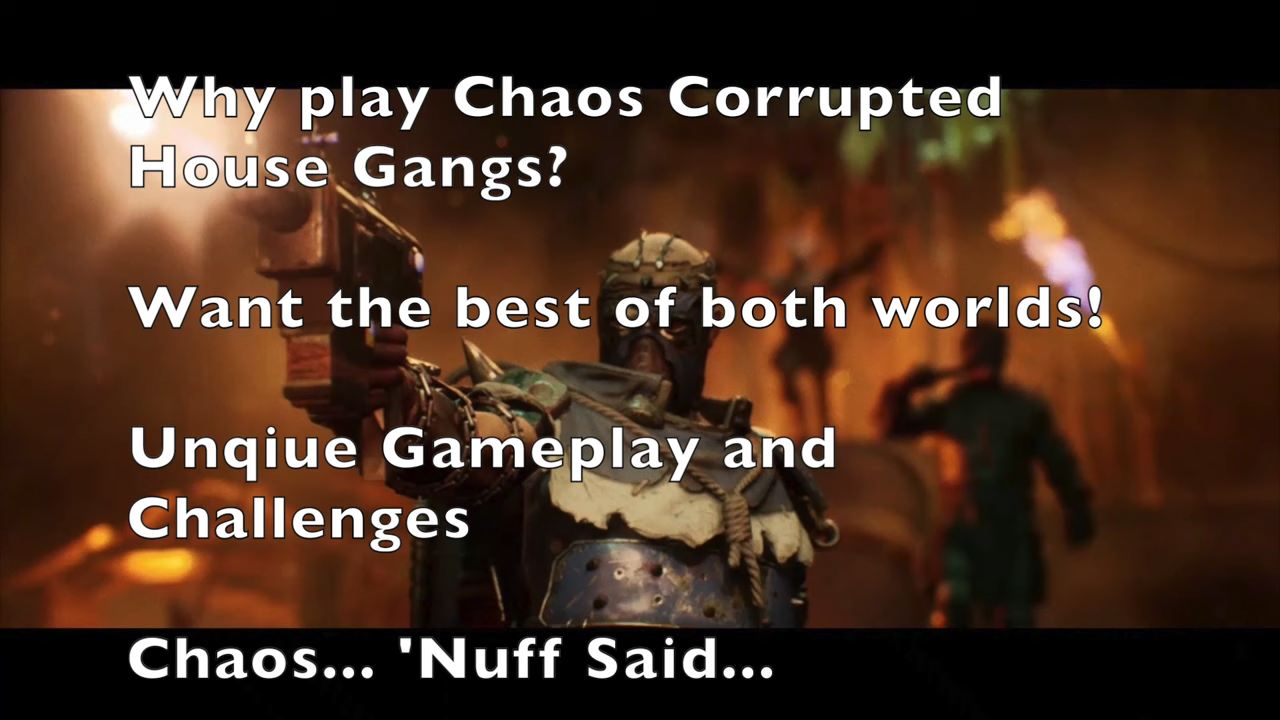 Why play Chaos Corrupted
House Gangs?
Want the best of both worlds!
Unqiue Gameplay and
Challenges
Chaos... 'Nuff Said...